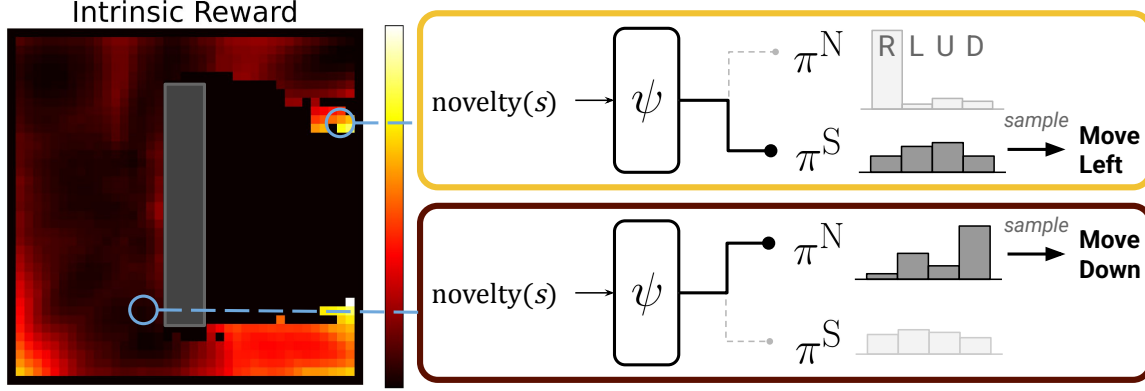 Intrinsic Reward
novelty(s)
ψ
π^N
R L U D
π^S
sample
Move
Left
novelty(s)
ψ
π^N
sample
Move
Down
π^S